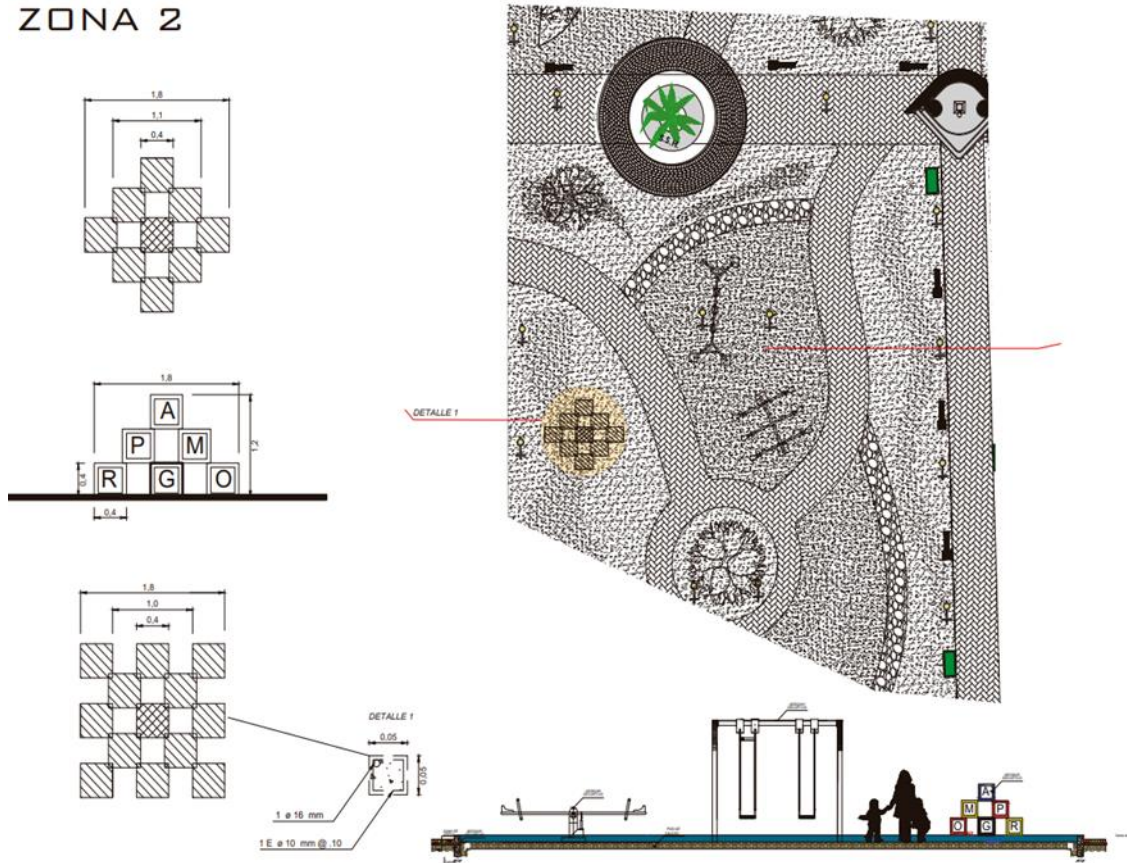 ZONA 2
1,8
1,1
0,4
1,8
A
P M
R G O
0,4
1,2
0,4
1,8
1,0
0,4
DETALLE 1
DETALLE 1
0,05
0,05
1 ø 16 mm
1 E ø 10 mm @ .10
A
M P
O G R